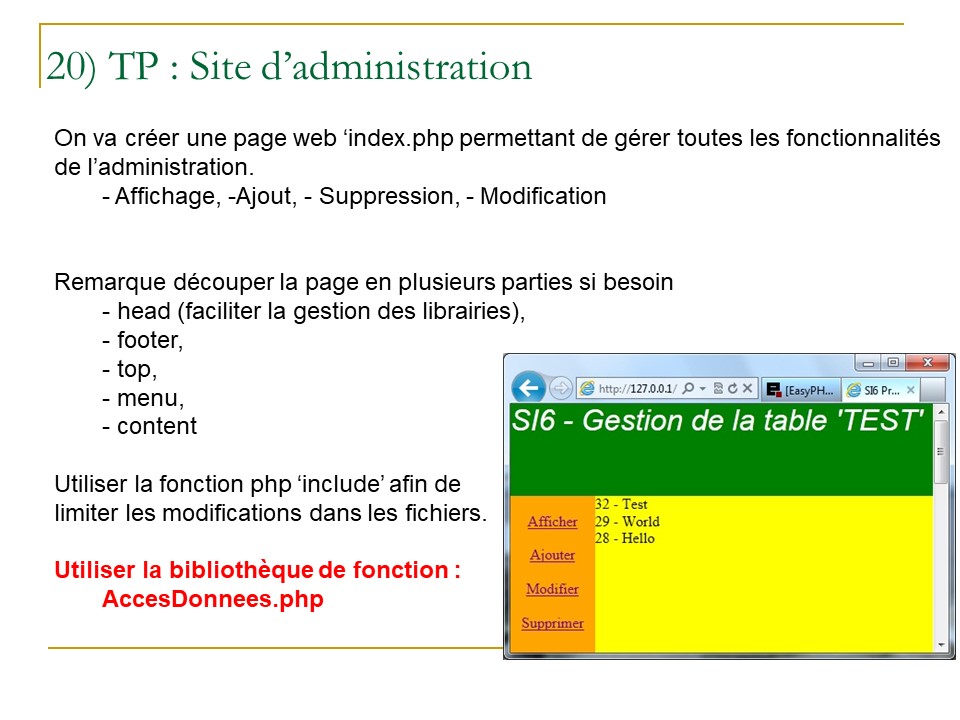 20) TP : Site d’administration
On va créer une page web ‘index.php permettant de gérer toutes les fonctionnalités
de l’administration.
- Affichage, -Ajout, - Suppression, - Modification
Remarque découper la page en plusieurs parties si besoin
- head (faciliter la gestion des librairies),
- footer,
- top,
- menu,
- content
Utiliser la fonction php ‘include’ afin de
limiter les modifications dans les fichiers.
Utiliser la bibliothèque de fonction :
AccesDonnees.php
http://127.0.0.1/
[EasyPH...
SI6 Pr...
SI6 - Gestion de la table 'TEST'
Afficher
Ajouter
Modifier
Supprimer
32 - Test
29 - World
28 - Hello